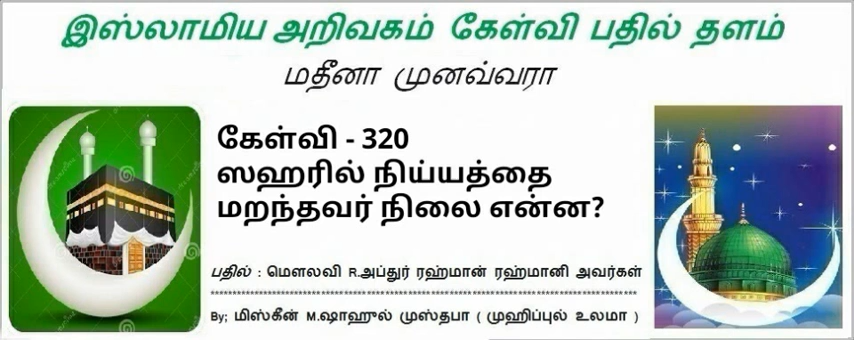 இஸ்லாமிய அறிவகம் கேள்வி பதில் தளம்
மதீனா முனவ்வரா
கேள்வி - 320
ஸஹரில் நிய்யத்தை
மறந்தவர் நிலை என்ன?
பதில் : மௌலவி R.அப்துர் ரஹ்மான் ரஹ்மானி அவர்கள்
By; மிஸ்கீன் M.ஷாஹுல் முஸ்தபா ( முஹிப்புல் உலமா )